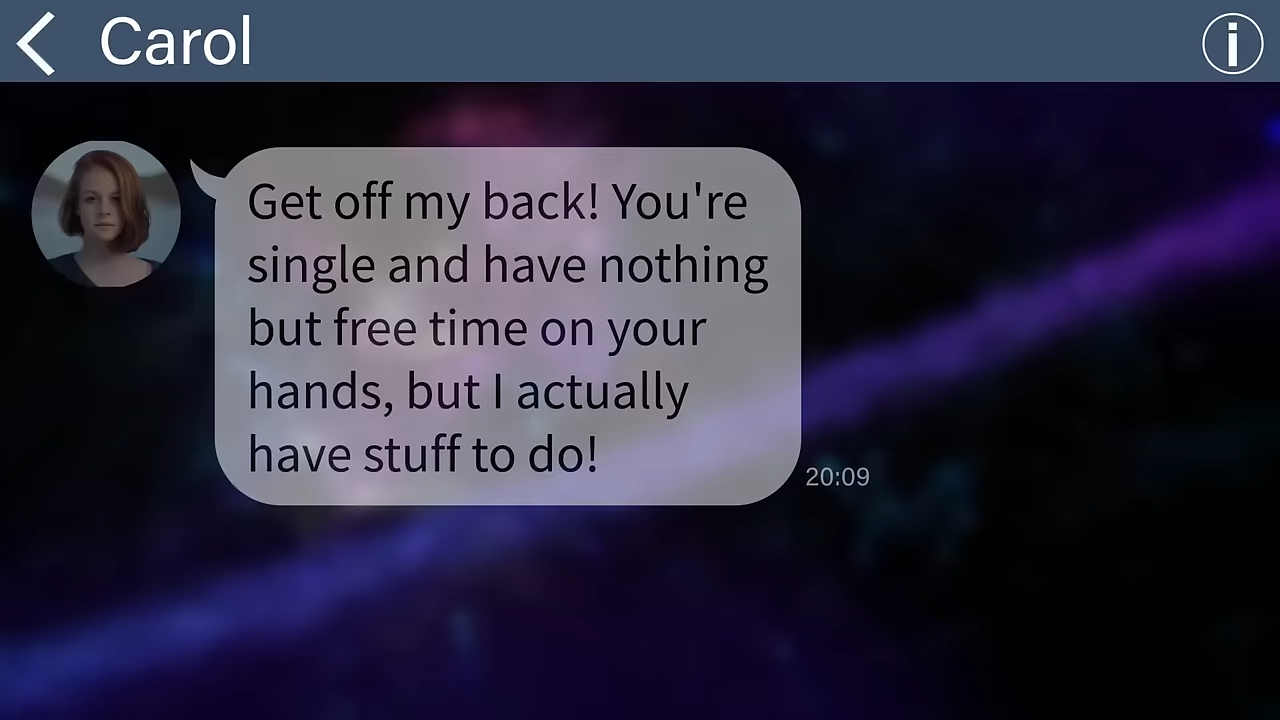 Carol
Get off my back! You're
single and have nothing
but free time on your
hands, but I actually
have stuff to do!
20:09